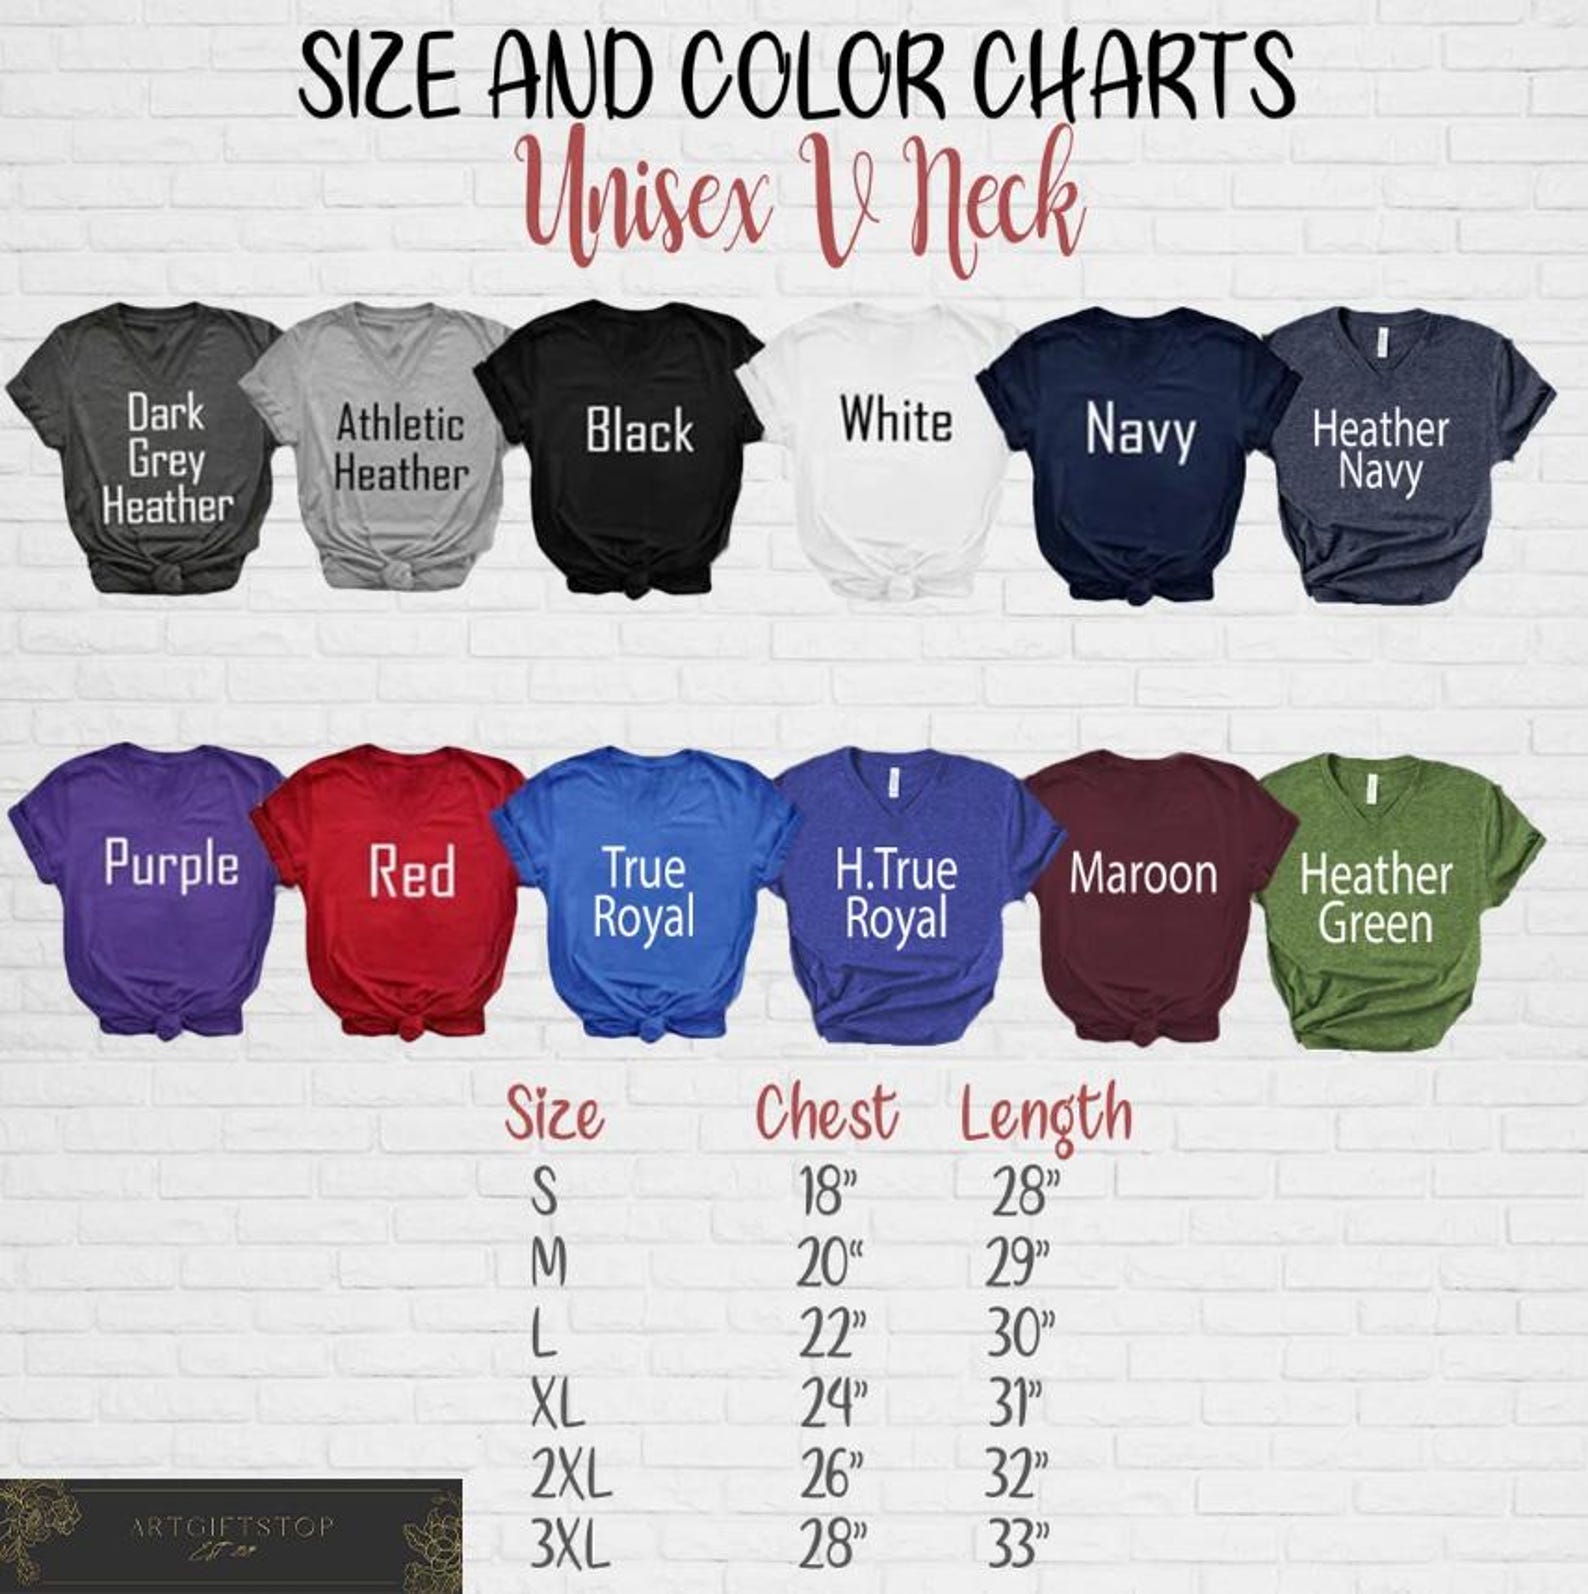 SIZE AND COLOR CHARTS
Unisex V Neck
Dark
Grey
Heather
Athletic
Heather
Black
White
Navy
Heather
Navy
Purple
Red
True
Royal
H.True
Royal
Maroon
Heather
Green
Size Chest Length
S 18” 28”
M 20“ 29”
L 22” 30”
XL 24” 31”
2XL 26” 32”
3XL 28” 33”
ARTGIFTSTOP